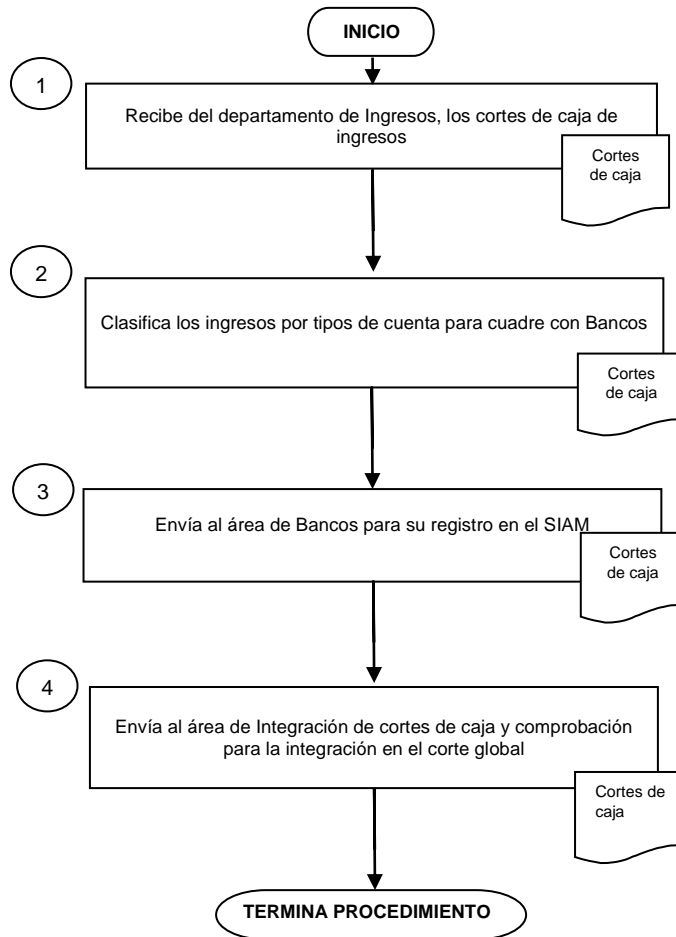 INICIO
1
Recibe del departamento de Ingresos, los cortes de caja de
ingresos
Cortes
de caja
2
Clasifica los ingresos por tipos de cuenta para cuadre con Bancos
Cortes
de caja
3
Envía al área de Bancos para su registro en el SIAM
Cortes
de caja
4
Envía al área de Integración de cortes de caja y comprobación
para la integración en el corte global
Cortes de
caja
TERMINA PROCEDIMIENTO